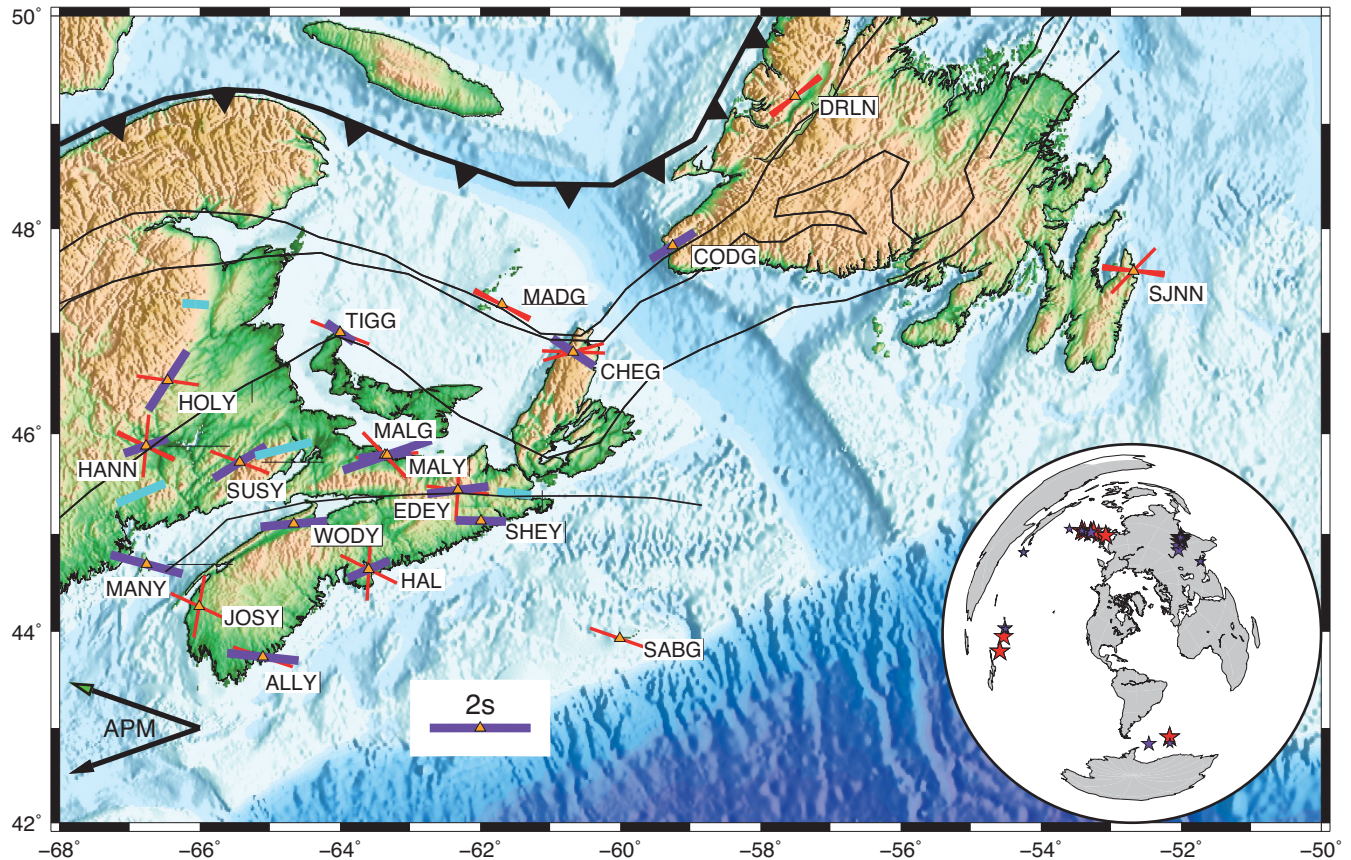 50˚
48˚
46˚
44˚
42˚
DRLN
CODG
SJNN
MADG
TIGG
CHEG
HOLY
MALG
HANN
MALY
SUSY
EDEY
SHEY
WODY
MANY
HAL
JOSY
SABG
ALLY
APM
2s
−68˚
−66˚
−64˚
−62˚
−60˚
−58˚
−56˚
−54˚
−52˚
−50˚